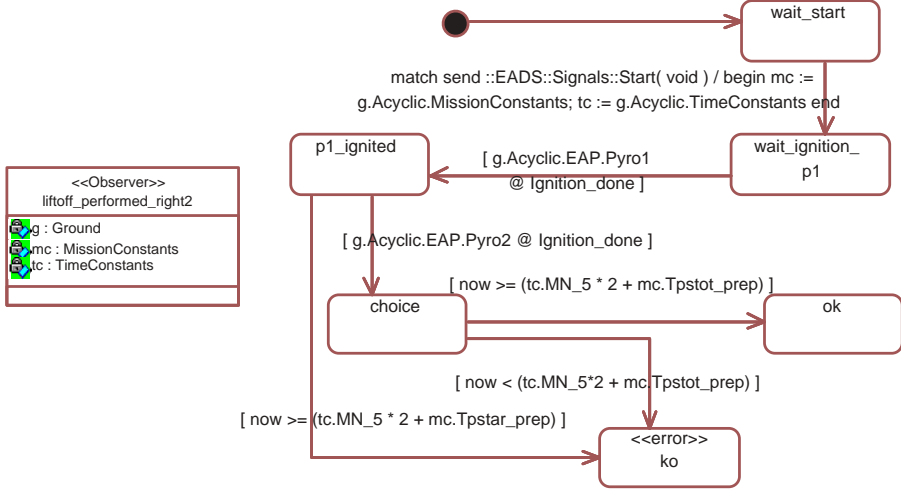 wait_start
match send ::EADS::Signals::Start( void ) / begin mc :=
g.Acyclic.MissionConstants; tc := g.Acyclic.TimeConstants end
p1_ignited
[ g.Acyclic.EAP.Pyro1
@ Ignition_done ]
wait_ignition_
p1
<<Observer>>
liftoff_performed_right2
g : Ground
mc : MissionConstants
tc : TimeConstants
[ g.Acyclic.EAP.Pyro2 @ Ignition_done ]
[ now >= (tc.MN_5 * 2 + mc.Tpstot_prep) ]
choice
ok
[ now < (tc.MN_5*2 + mc.Tpstot_prep) ]
[ now >= (tc.MN_5 * 2 + mc.Tpstar_prep) ]
<<error>>
ko